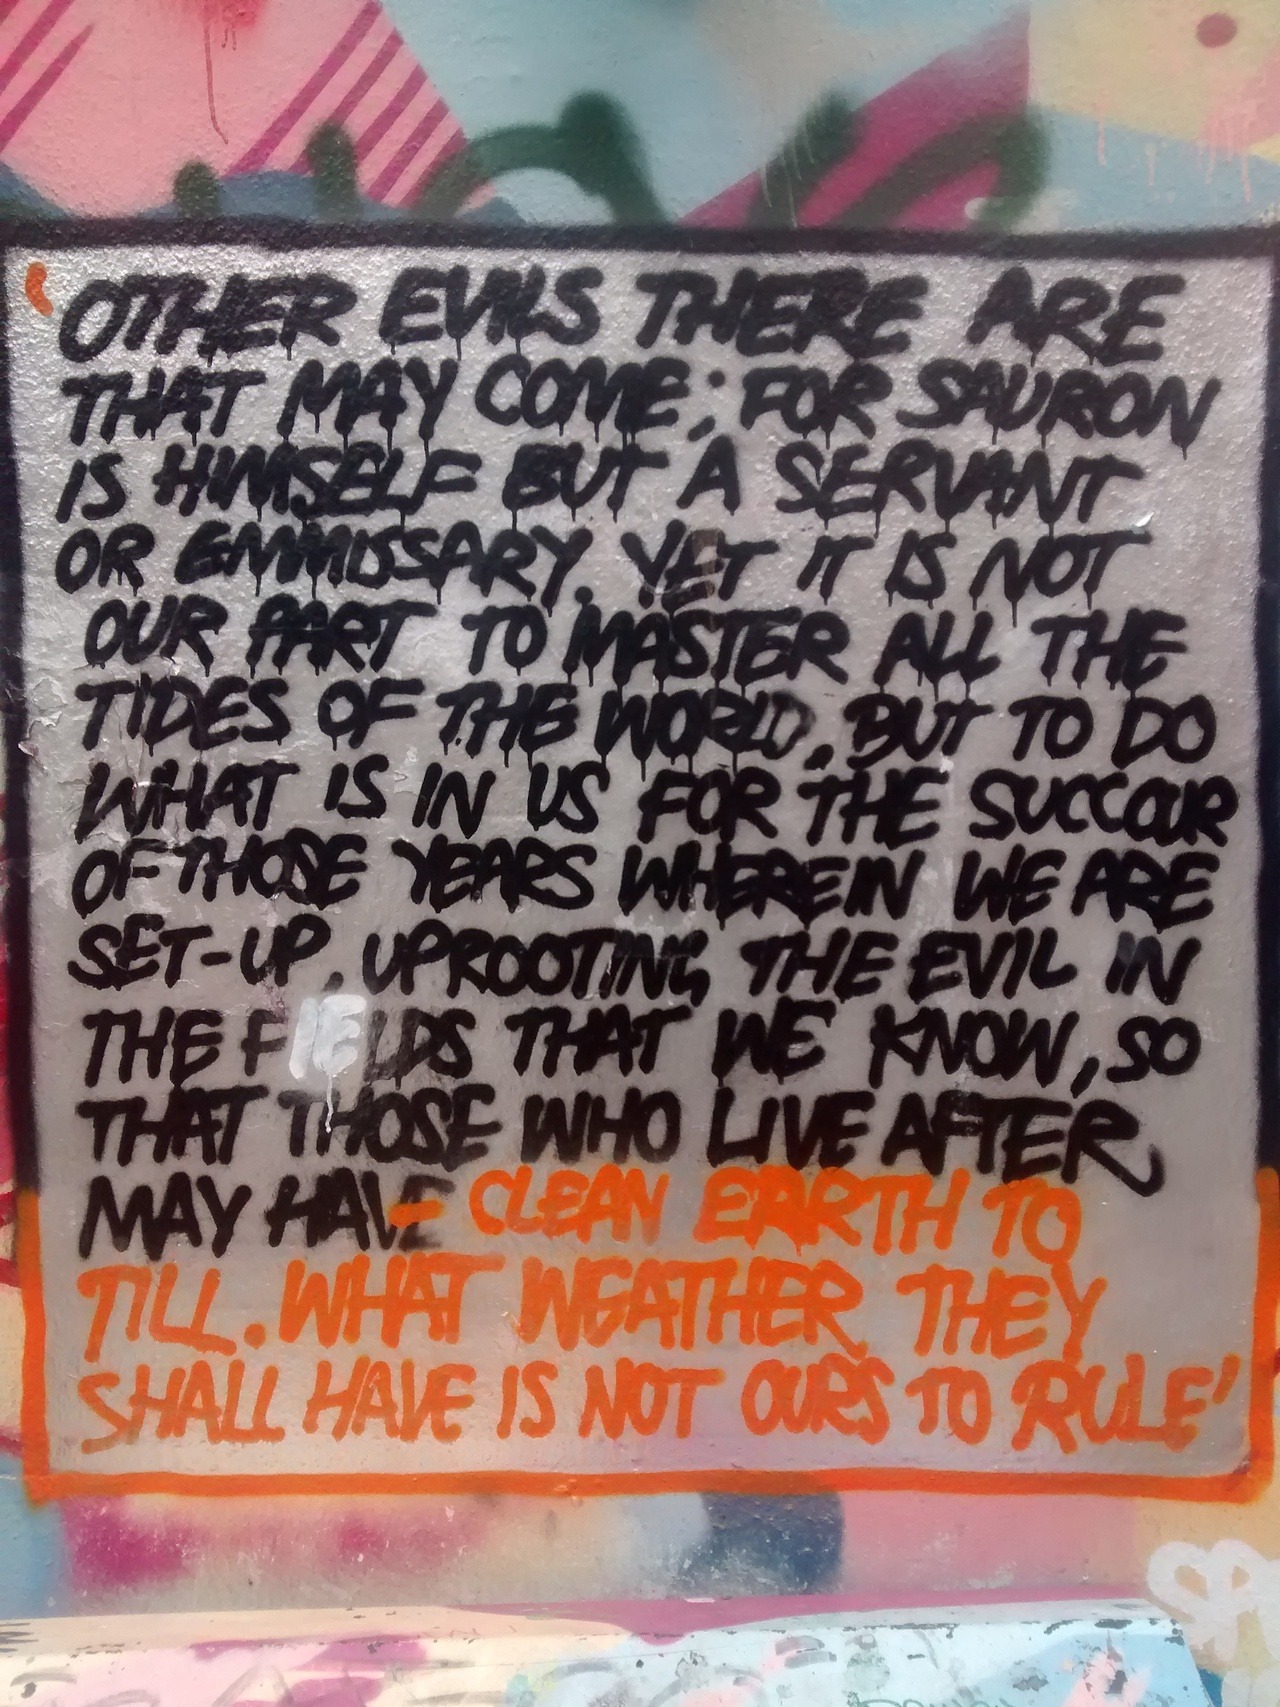 'OTHER EVILS THERE ARE
THAT MAY COME; FOR SAURON
IS HIMSELF BUT A SERVANT
OR EMMISSARY. YET IT IS NOT
OUR PART TO MASTER ALL THE
TIDES OF THE WORLD, BUT TO DO
WHAT IS IN US FOR THE SUCCOUR
OF THOSE YEARS WHEREIN WE ARE
SET-UP, UPROOTING THE EVIL IN
THE FIELDS THAT WE KNOW, SO
THAT THOSE WHO LIVE AFTER
MAY HAVE CLEAN EARTH TO
TILL. WHAT WEATHER THEY
SHALL HAVE IS NOT OURS TO RULE'